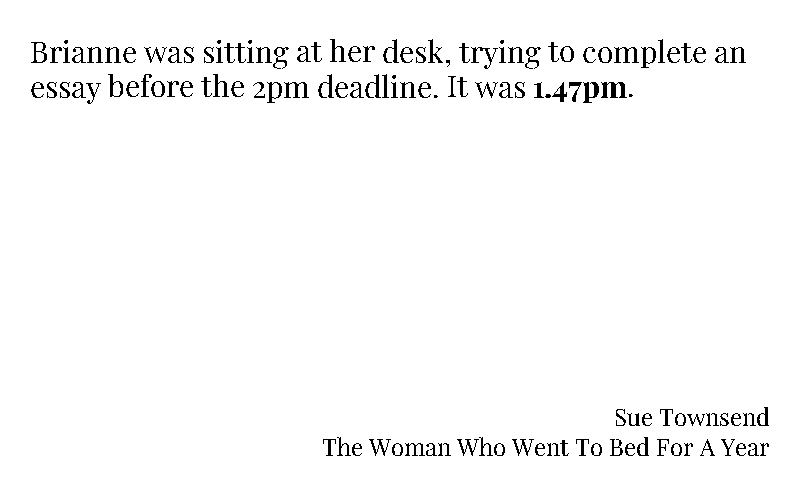 Brianne was sitting at her desk, trying to complete an
essay before the 2pm deadline. It was 1.47pm.
Sue Townsend
The Woman Who Went To Bed For A Year